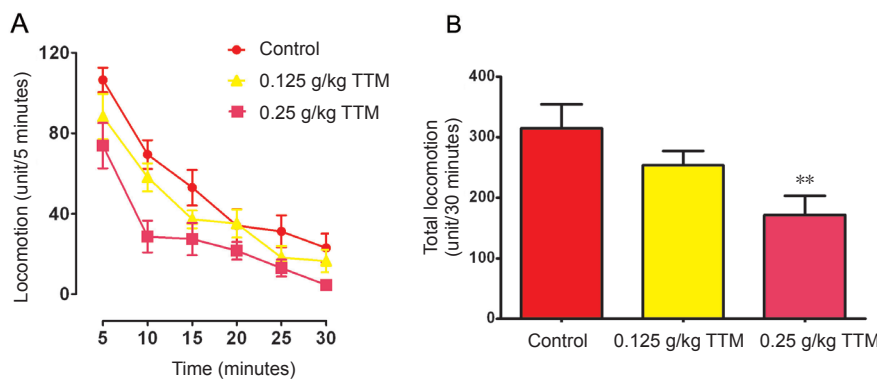 A
Locomotion (unit/5 minutes)
120
80
40
0
5 10 15 20 25 30
Time (minutes)
Control
0.125 g/kg TTM
0.25 g/kg TTM
B
Total locomotion
(unit/30 minutes)
400
300
200
100
0
**
Control 0.125 g/kg TTM 0.25 g/kg TTM